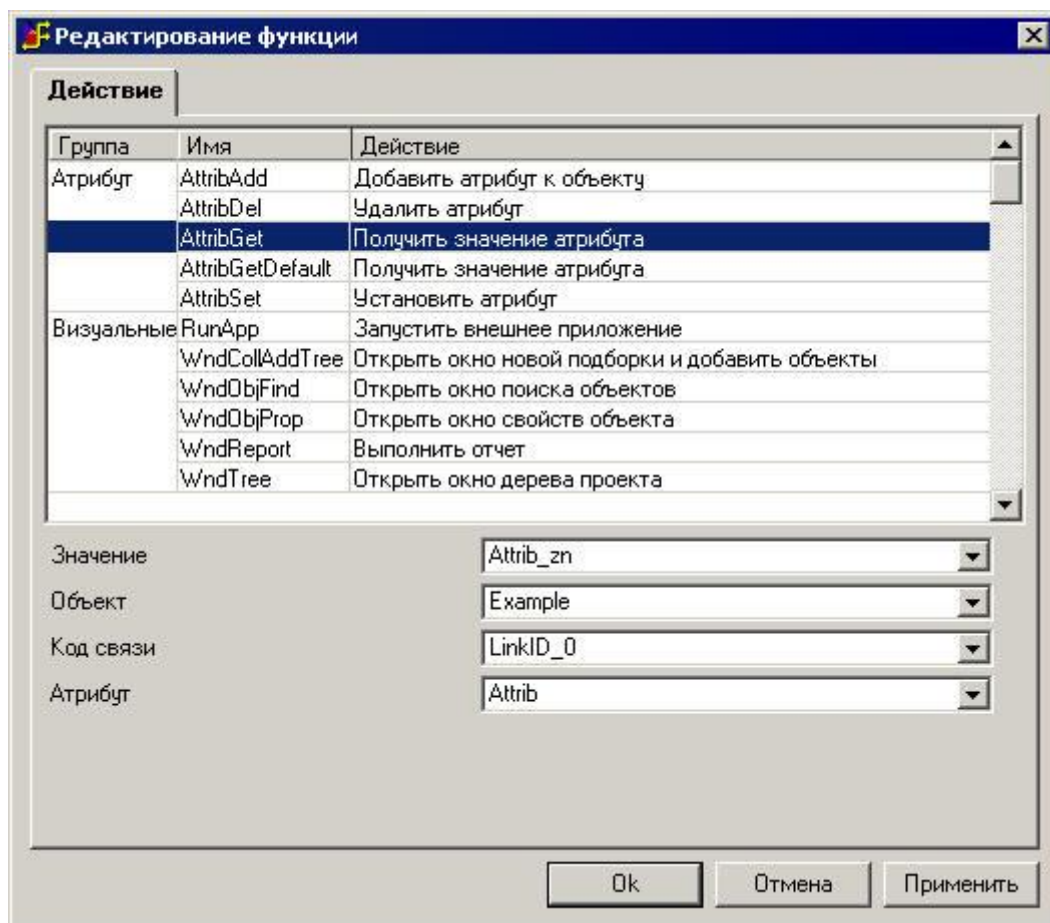 Редактирование функции
Действие
Группа Имя Действие
Атрибут AttribAdd Добавить атрибут к объекту
AttribDel Удалить атрибут
AttribGet Получить значение атрибута
AttribGetDefault Получить значение атрибута
AttribSet Установить атрибут
Визуальные RunApp Запустить внешнее приложение
WndCollAddTree Открыть окно новой подборки и добавить объекты
WndObjFind Открыть окно поиска объектов
WndObjProp Открыть окно свойств объекта
WndReport Выполнить отчет
WndTree Открыть окно дерева проекта
Значение Attrib_zn
Объект Example
Код связи LinkID_0
Атрибут Attrib
Ok Отмена Применить